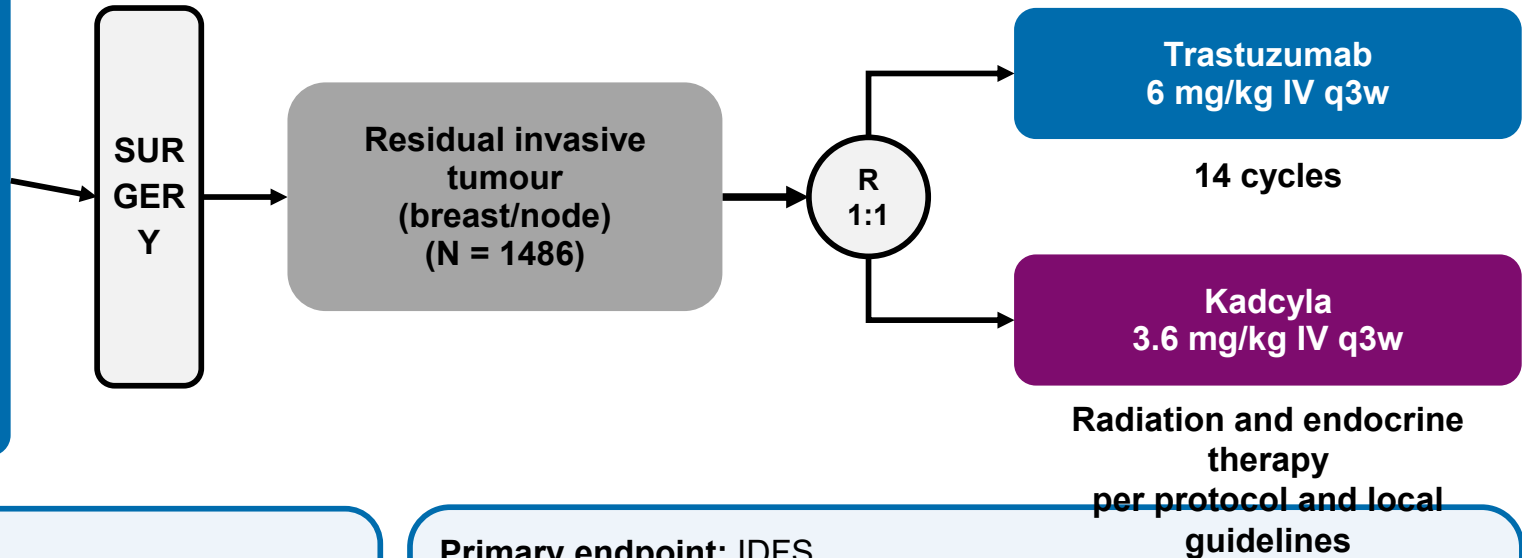 SUR
GER
Y
Residual invasive
tumour
(breast/node)
(N = 1486)
R
1:1
Trastuzumab
6 mg/kg IV q3w
14 cycles
Kadcyla
3.6 mg/kg IV q3w
Radiation and endocrine
therapy
per protocol and local
guidelines
Primary endpoint: IDFS